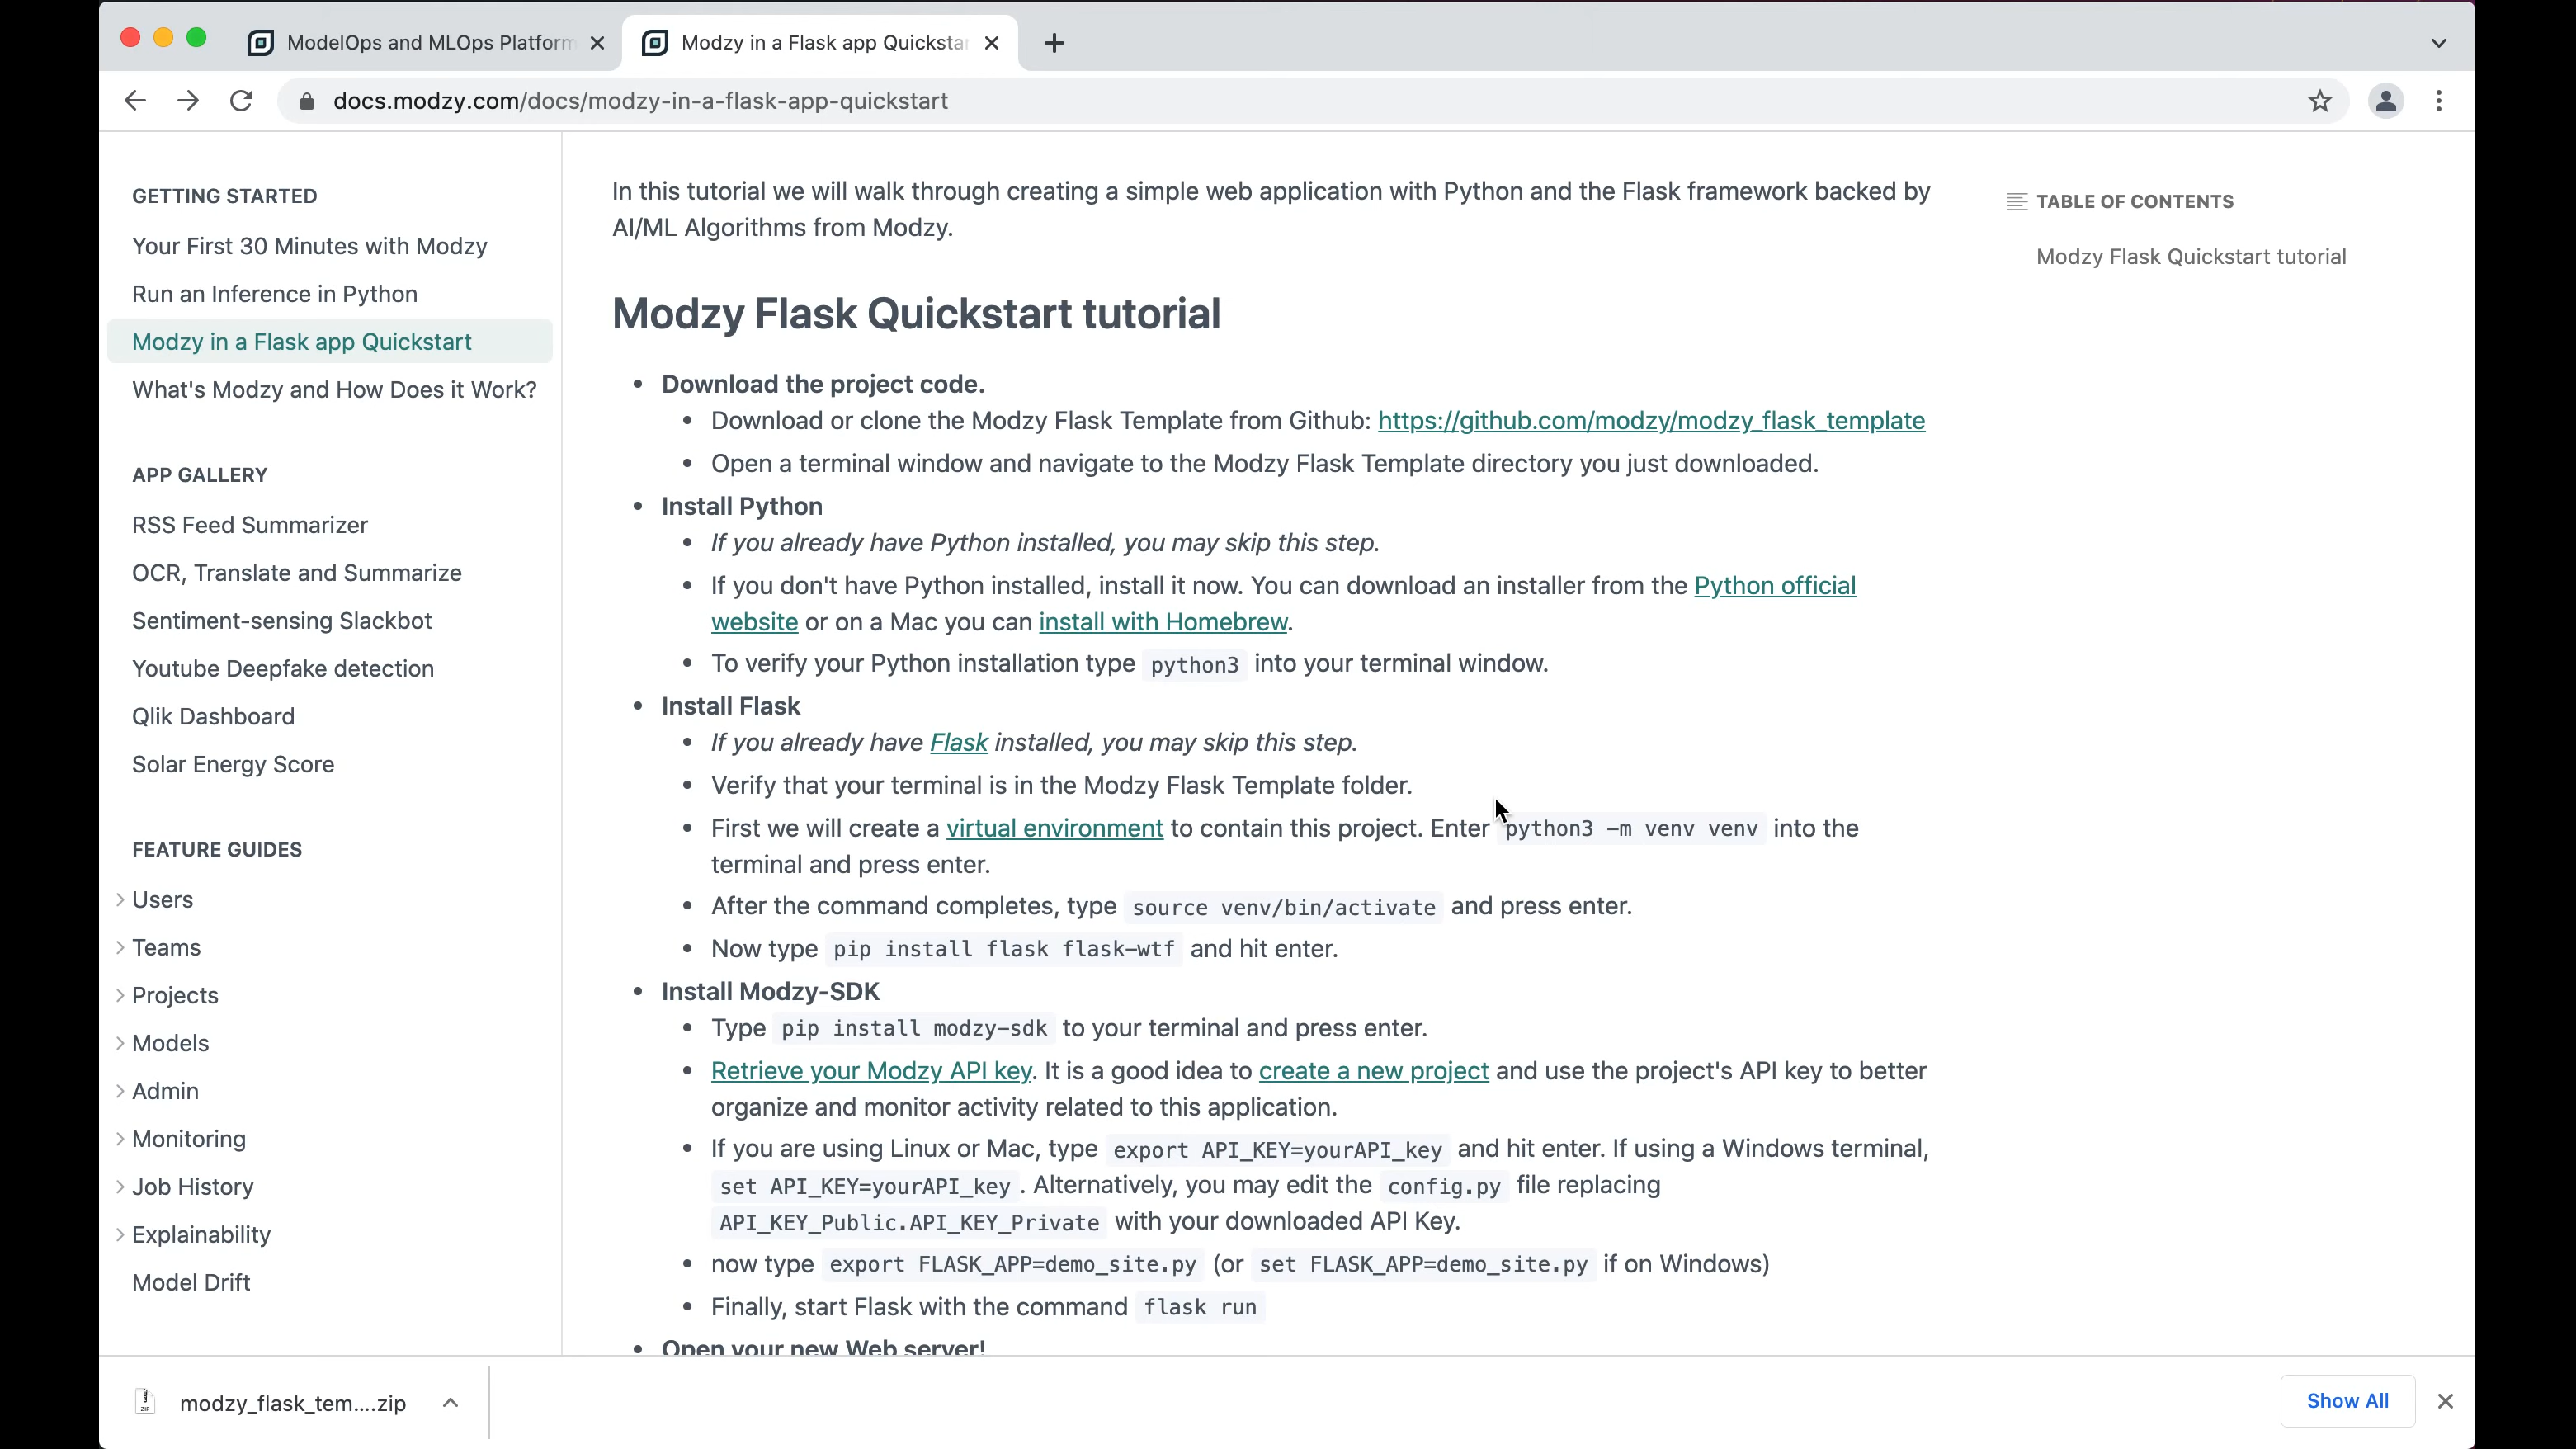 ModelOps and MLOps Platform
Modzy in a Flask app Quickstar
docs.modzy.com/docs/modzy-in-a-flask-app-quickstart
GETTING STARTED
Your First 30 Minutes with Modzy
Run an Inference in Python
Modzy in a Flask app Quickstart
What's Modzy and How Does it Work?
APP GALLERY
RSS Feed Summarizer
OCR, Translate and Summarize
Sentiment-sensing Slackbot
Youtube Deepfake detection
Qlik Dashboard
Solar Energy Score
FEATURE GUIDES
Users
Teams
Projects
Models
Admin
Monitoring
Job History
Explainability
Model Drift
In this tutorial we will walk through creating a simple web application with Python and the Flask framework backed by
AI/ML Algorithms from Modzy.
Modzy Flask Quickstart tutorial
• Download the project code.
• Download or clone the Modzy Flask Template from Github: https://github.com/modzy/modzy_flask_template
• Open a terminal window and navigate to the Modzy Flask Template directory you just downloaded.
• Install Python
• If you already have Python installed, you may skip this step.
• If you don't have Python installed, install it now. You can download an installer from the Python official
website or on a Mac you can install with Homebrew.
• To verify your Python installation type python3 into your terminal window.
• Install Flask
• If you already have Flask installed, you may skip this step.
• Verify that your terminal is in the Modzy Flask Template folder.
• First we will create a virtual environment to contain this project. Enter python3 -m venv venv into the
terminal and press enter.
• After the command completes, type source venv/bin/activate and press enter.
• Now type pip install flask flask-wtf and hit enter.
• Install Modzy-SDK
• Type pip install modzy-sdk to your terminal and press enter.
• Retrieve your Modzy API key. It is a good idea to create a new project and use the project's API key to better
organize and monitor activity related to this application.
• If you are using Linux or Mac, type export API_KEY=yourAPI_key and hit enter. If using a Windows terminal,
set API_KEY=yourAPI_key . Alternatively, you may edit the config.py file replacing
API_KEY_Public.API_KEY_Private with your downloaded API Key.
• now type export FLASK_APP=demo_site.py (or set FLASK_APP=demo_site.py if on Windows)
• Finally, start Flask with the command flask run
• Open your new Web server!
TABLE OF CONTENTS
Modzy Flask Quickstart tutorial
ZIP
modzy_flask_tem....zip
Show All